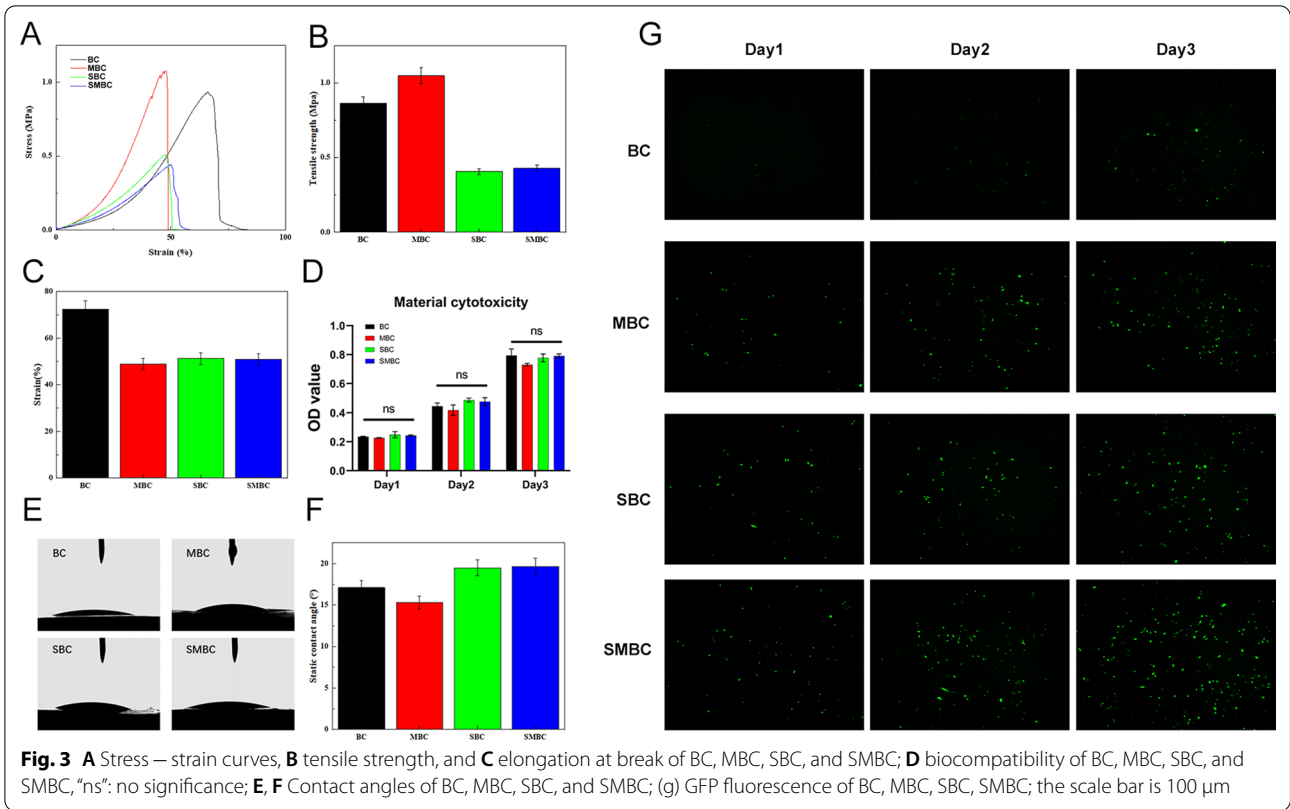 A
BC
MBC
SBC
SMBC
1.0
0.5
0.0
Stress (MPa)
0
50
100
Strain (%)
B
1.0
0.5
0.0
Tensile strength (Mpa)
BC
MBC
SBC
SMBC
C
80
60
40
20
0
Strain(%)
BC
MBC
SBC
SMBC
D
Material cytotoxicity
BC
MBC
SBC
SMBC
1.0
0.8
0.6
0.4
0.2
0.0
OD value
ns
ns
ns
Day1
Day2
Day3
E
BC
MBC
SBC
SMBC
F
20
15
10
5
0
Static contact angle (°)
BC
MBC
SBC
SMBC
G
Day1
Day2
Day3
BC
MBC
SBC
SMBC
Fig. 3 A Stress – strain curves, B tensile strength, and C elongation at break of BC, MBC, SBC, and SMBC; D biocompatibility of BC, MBC, SBC, and
SMBC, “ns”: no significance; E, F Contact angles of BC, MBC, SBC, and SMBC; (g) GFP fluorescence of BC, MBC, SBC, SMBC; the scale bar is 100 µm